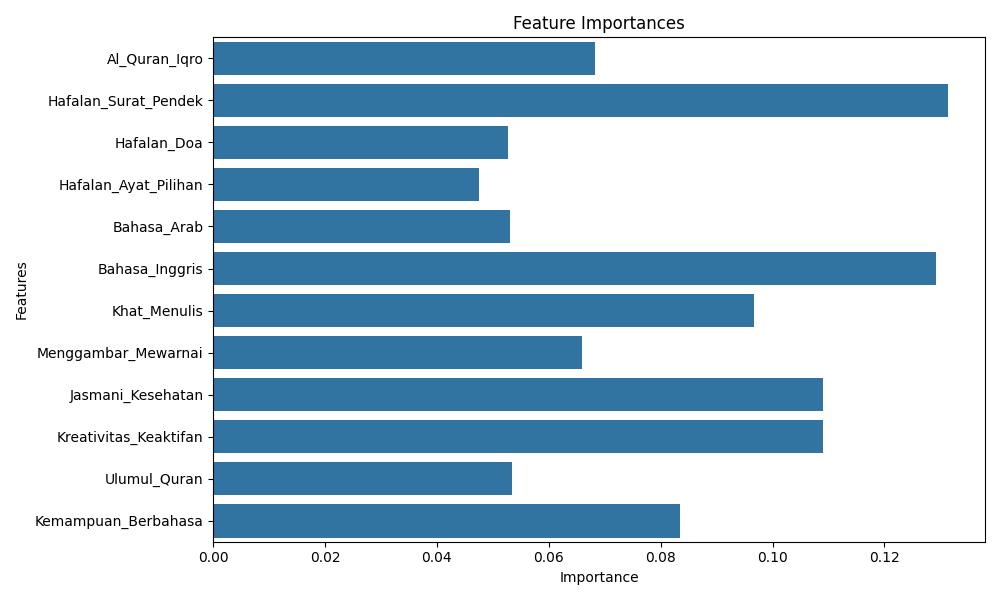 Feature Importances
Features
Al_Quran_Iqro
Hafalan_Surat_Pendek
Hafalan_Doa
Hafalan_Ayat_Pilihan
Bahasa_Arab
Bahasa_Inggris
Khat_Menulis
Menggambar_Mewarnai
Jasmani_Kesehatan
Kreativitas_Keaktifan
Ulumul_Quran
Kemampuan_Berbahasa
0.00 0.02 0.04 0.06 0.08 0.10 0.12
Importance